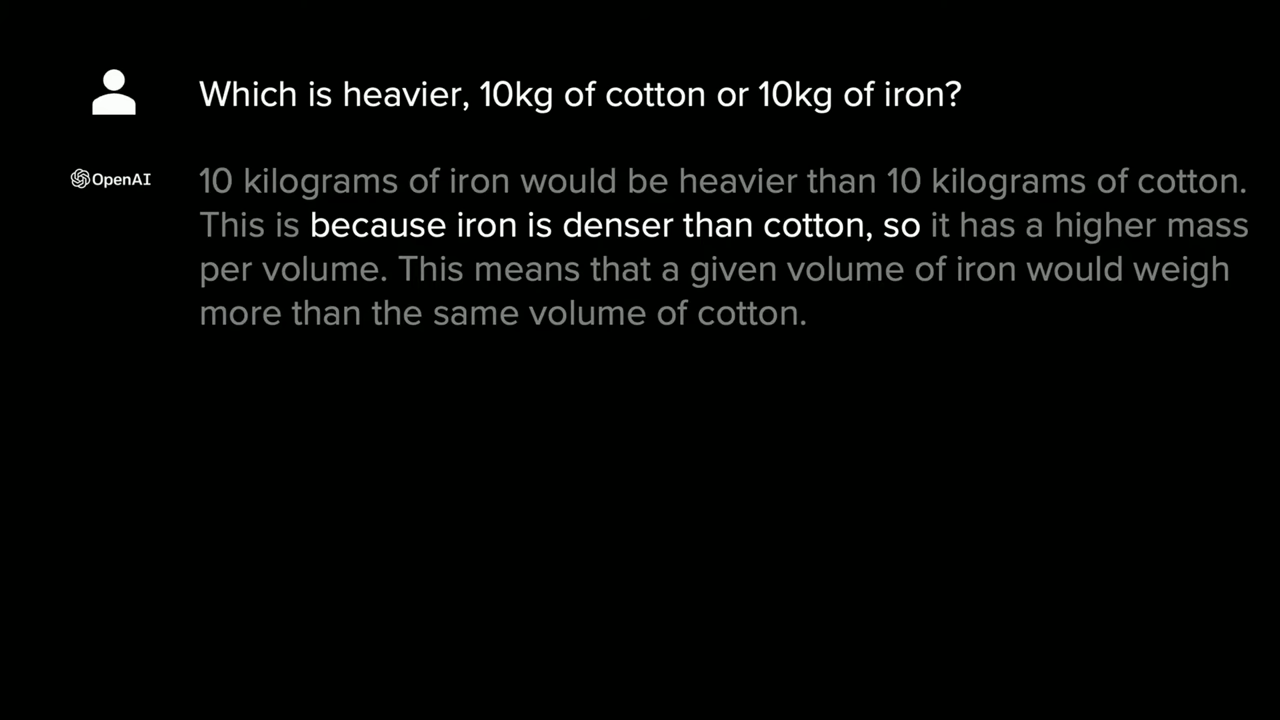 Which is heavier, 10kg of cotton or 10kg of iron?
OpenAI
10 kilograms of iron would be heavier than 10 kilograms of cotton.
This is because iron is denser than cotton, so it has a higher mass
per volume. This means that a given volume of iron would weigh
more than the same volume of cotton.